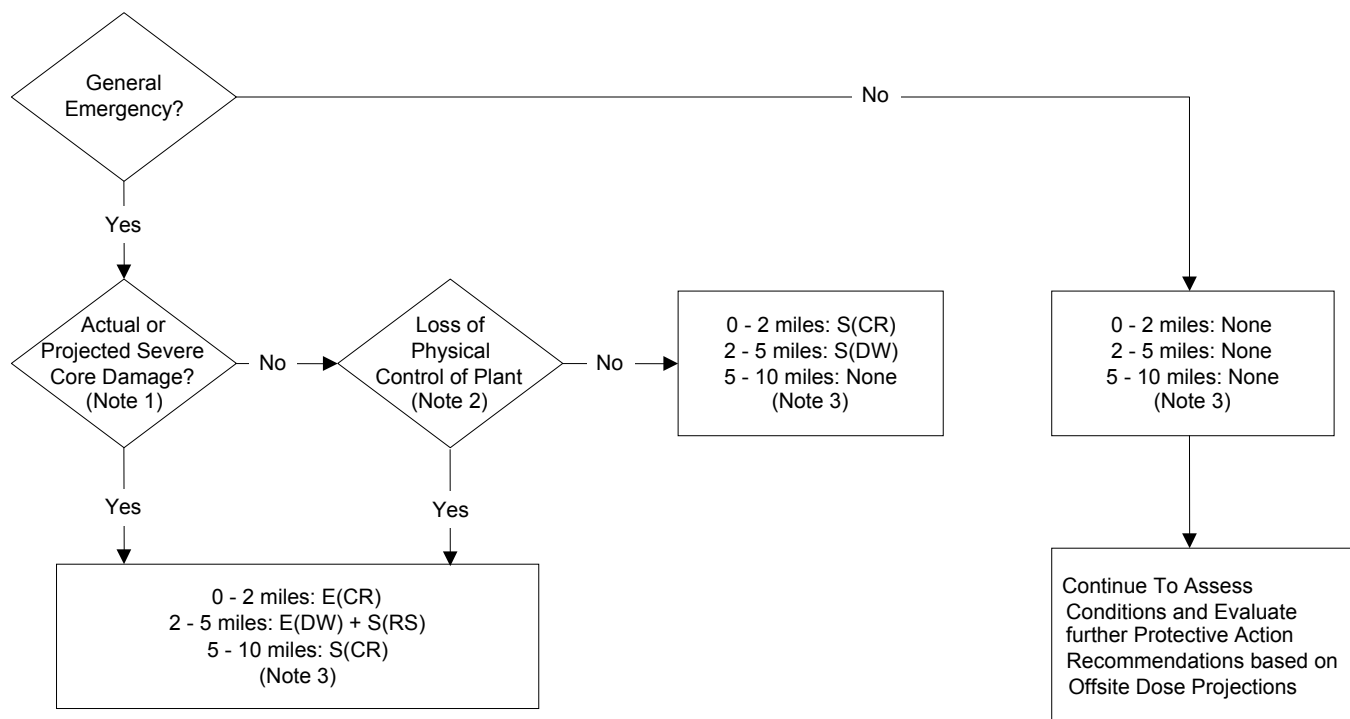 General
Emergency?
No
Yes
Actual or
Projected Severe
Core Damage?
(Note 1)
No
Loss of
Physical
Control of Plant
(Note 2)
No
0 - 2 miles: S(CR)
2 - 5 miles: S(DW)
5 - 10 miles: None
(Note 3)
0 - 2 miles: None
2 - 5 miles: None
5 - 10 miles: None
(Note 3)
Yes
Yes
0 - 2 miles: E(CR)
2 - 5 miles: E(DW) + S(RS)
5 - 10 miles: S(CR)
(Note 3)
Continue To Assess
Conditions and Evaluate
further Protective Action
Recommendations based on
Offsite Dose Projections